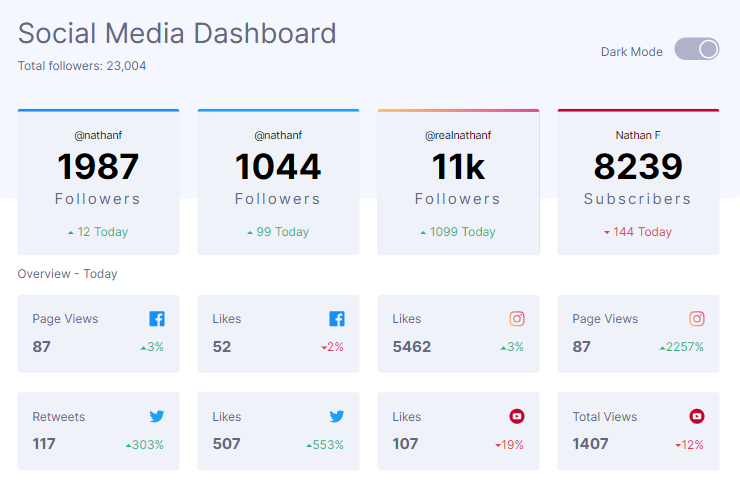 Social Media Dashboard
Total followers: 23,004
Dark Mode
@nathanf
1987
Followers
12 Today
@nathanf
1044
Followers
99 Today
@realnathanf
11k
Followers
1099 Today
Nathan F
8239
Subscribers
144 Today
Overview - Today
Page Views
87
3%
Likes
52
2%
Likes
5462
3%
Page Views
87
2257%
Retweets
117
303%
Likes
507
553%
Likes
107
19%
Total Views
1407
12%